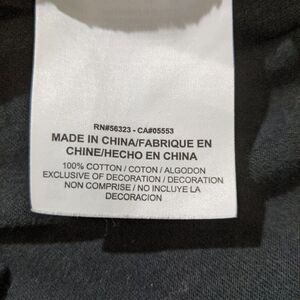 RN#56323 - CA#05553
MADE IN CHINA/FABRIQUE EN
CHINE/HECHO EN CHINA
100% COTTON / COTON / ALGODON
EXCLUSIVE OF DECORATION / DECORATION
NON COMPRISE / NO INCLUYE LA
DECORACION